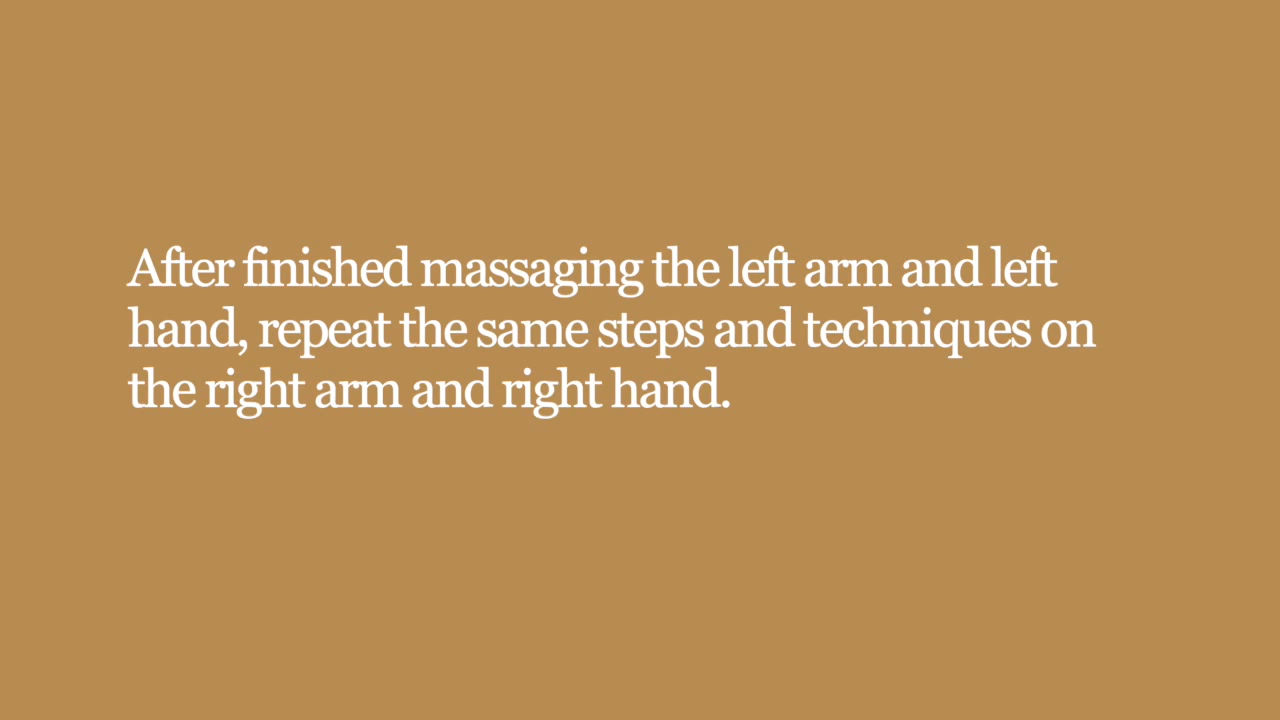 After finished massaging the left arm and left
hand, repeat the same steps and techniques on
the right arm and right hand.